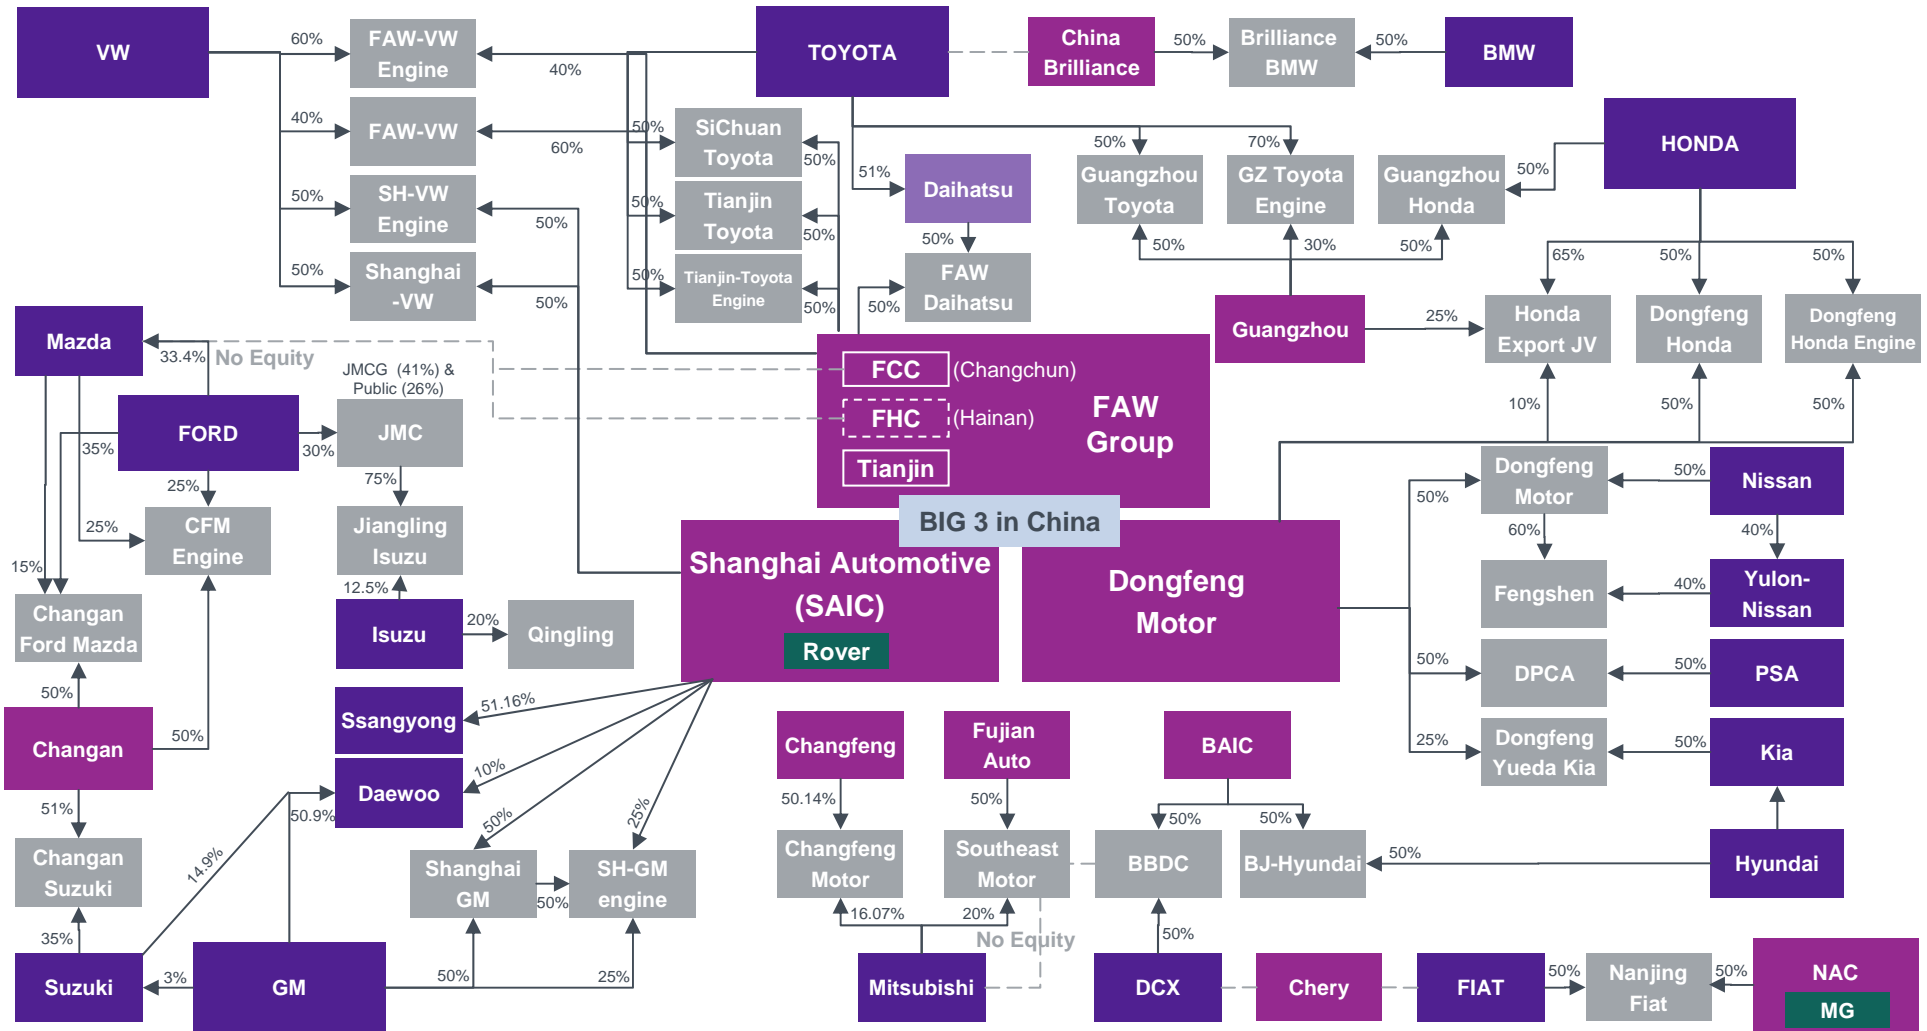 VW
60%
FAW-VW
Engine
40%
TOYOTA
China
Brilliance
50%
Brilliance
BMW
50%
BMW
40%
FAW-VW
60%
50%
SiChuan
Toyota
50%
50%
Guangzhou
Toyota
70%
GZ Toyota
Engine
Guangzhou
Honda
50%
HONDA
51%
Daihatsu
60%
SH-VW
Engine
50%
50%
Tianjin
Toyota
50%
50%
FAW
Daihatsu
50%
50%
30%
50%
50%
Shanghai
-VW
50%
50%
Tianjin-Toyota
Engine
50%
65%
50%
50%
Guangzhou
25%
Honda
Export JV
Dongfeng
Honda
Dongfeng
Honda Engine
10%
50%
50%
Mazda
33.4%
No Equity
JMCG (41%) &
Public (26%)
FORD
35%
30%
JMC
25%
75%
25%
CFM
Engine
Jiangling
Isuzu
15%
12.5%
Changan
Ford Mazda
Isuzu
20%
Qingling
50%
FCC
(Changchun)
FHC
(Hainan)
Tianjin
FAW
Group
BIG 3 in China
Shanghai Automotive
(SAIC)
Rover
Dongfeng
Motor
50%
Dongfeng
Motor
50%
Nissan
60%
40%
Fengshen
40%
Yulon-
Nissan
50%
DPCA
50%
PSA
25%
Dongfeng
Yueda Kia
50%
Kia
Changan
50%
Ssangyong
51.16%
Daewoo
10%
50.9%
50%
25%
51%
Changan
Suzuki
14.9%
35%
Shanghai
GM
50%
SH-GM
engine
Suzuki
3%
GM
50%
25%
Changfeng
50.14%
Changfeng
Motor
16.07%
Fujian
Auto
50%
Southeast
Motor
20%
No Equity
Mitsubishi
BAIC
50%
50%
BBDC
BJ-Hyundai
50%
Hyundai
50%
DCX
Chery
FIAT
50%
Nanjing
Fiat
50%
NAC
MG